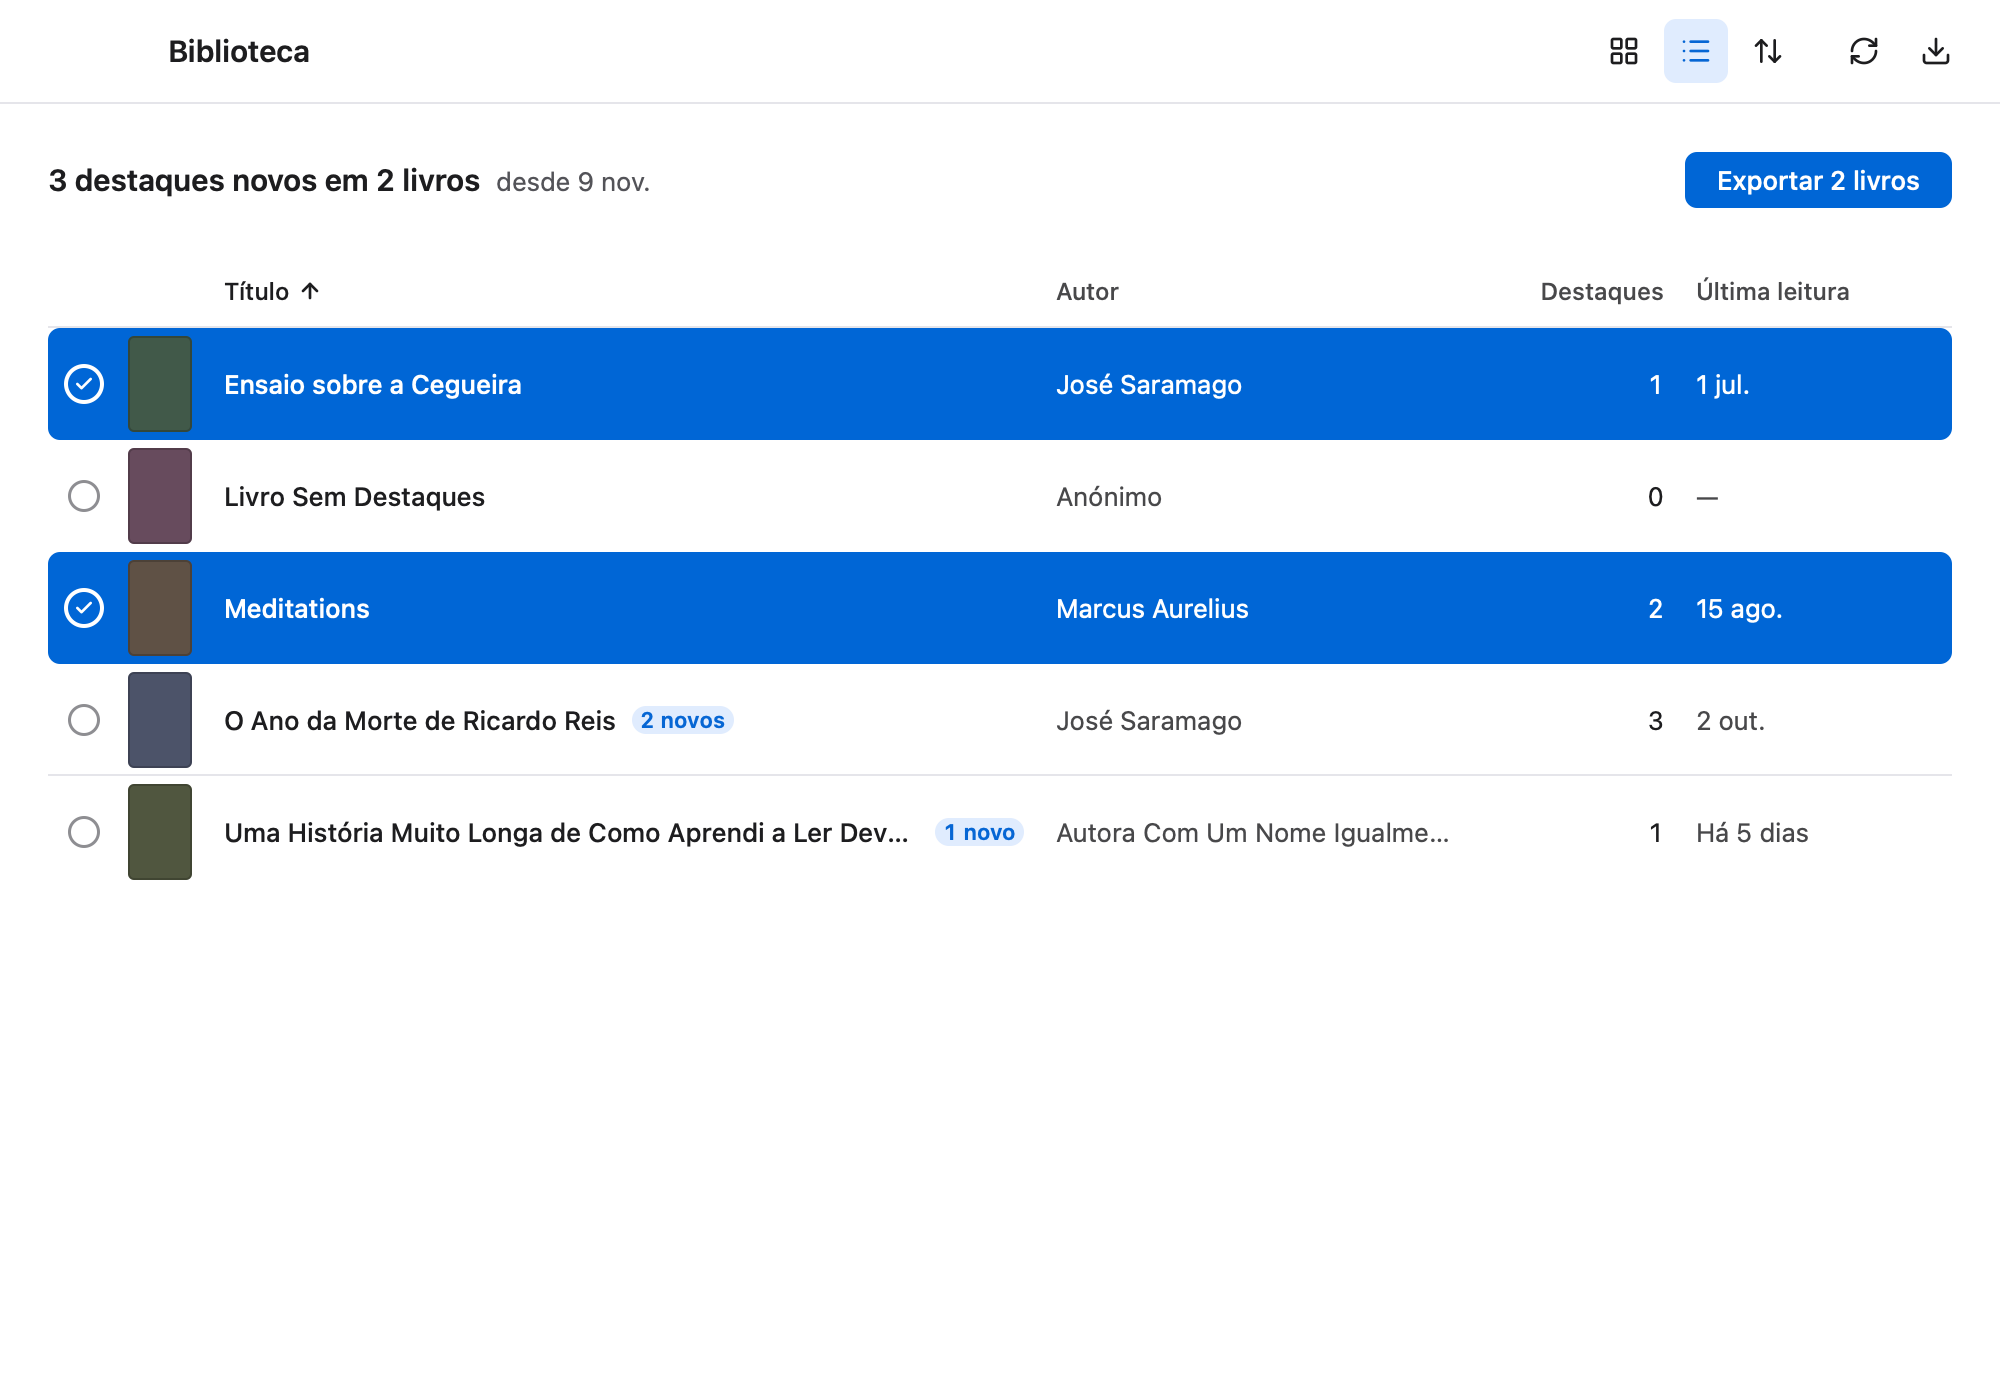 Biblioteca
3 destaques novos em 2 livros desde 9 nov.
Exportar 2 livros
Título Autor Destaques Última leitura
Ensaio sobre a Cegueira José Saramago 1 1 jul.
Livro Sem Destaques Anónimo 0 —
Meditations Marcus Aurelius 2 15 ago.
O Ano da Morte de Ricardo Reis 2 novos José Saramago 3 2 out.
Uma História Muito Longa de Como Aprendi a Ler Dev... 1 novo Autora Com Um Nome Igualme... 1 Há 5 dias